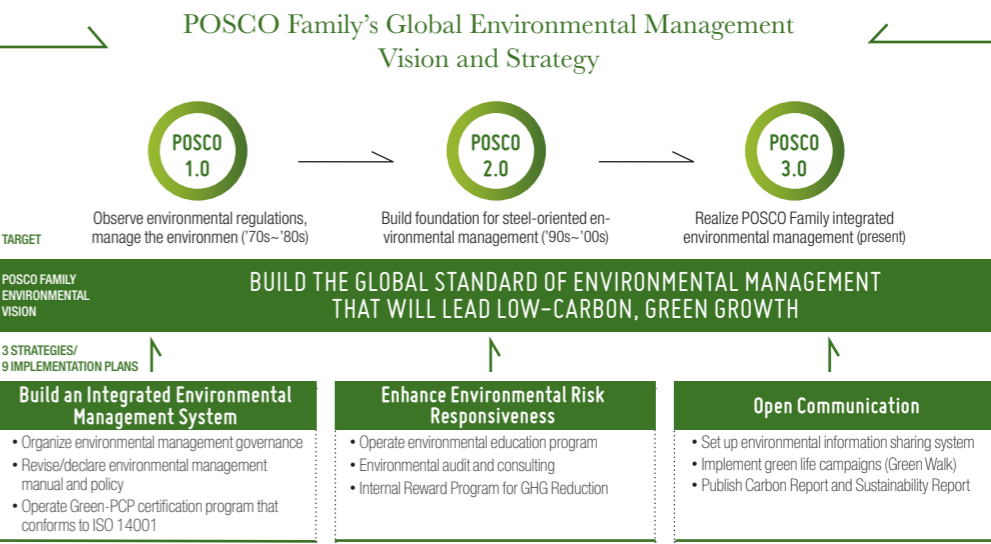 POSCO Family's Global Environmental Management
Vision and Strategy
POSCO
1.0
POSCO
2.0
POSCO
3.0
TARGET
Observe environmental regulations,
manage the environmen ('70s~'80s)
Build foundation for steel-oriented en-
vironmental management ('90s~'00s)
Realize POSCO Family integrated
environmental management (present)
POSCO FAMILY
ENVIRONMENTAL
VISION
BUILD THE GLOBAL STANDARD OF ENVIRONMENTAL MANAGEMENT
THAT WILL LEAD LOW-CARBON, GREEN GROWTH
3 STRATEGIES/
9 IMPLEMENTATION PLANS
Build an Integrated Environmental
Management System
• Organize environmental management governance
• Revise/declare environmental management
manual and policy
• Operate Green-PCP certification program that
conforms to ISO 14001
Enhance Environmental Risk
Responsiveness
• Operate environmental education program
• Environmental audit and consulting
• Internal Reward Program for GHG Reduction
Open Communication
• Set up environmental information sharing system
• Implement green life campaigns (Green Walk)
• Publish Carbon Report and Sustainability Report